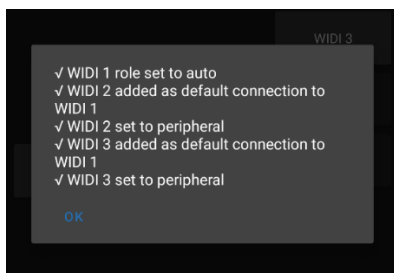 WIDI 3
√ WIDI 1 role set to auto
√ WIDI 2 added as default connection to
WIDI 1
√ WIDI 2 set to peripheral
√ WIDI 3 added as default connection to
WIDI 1
√ WIDI 3 set to peripheral
OK